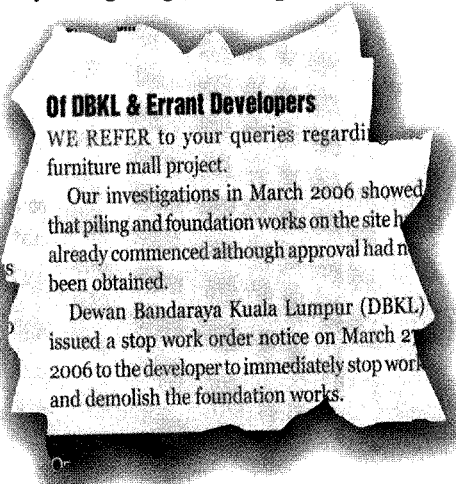 Of DBKL & Errant Developers
WE REFER to your queries regarding
furniture mall project.
Our investigations in March 2006 showed
that piling and foundation works on the site
already commenced although approval had
been obtained.
Dewan Bandaraya Kuala Lumpur (DBKL)
issued a stop work order notice on March
2006 to the developer to immediately stop work
and demolish the foundation works.